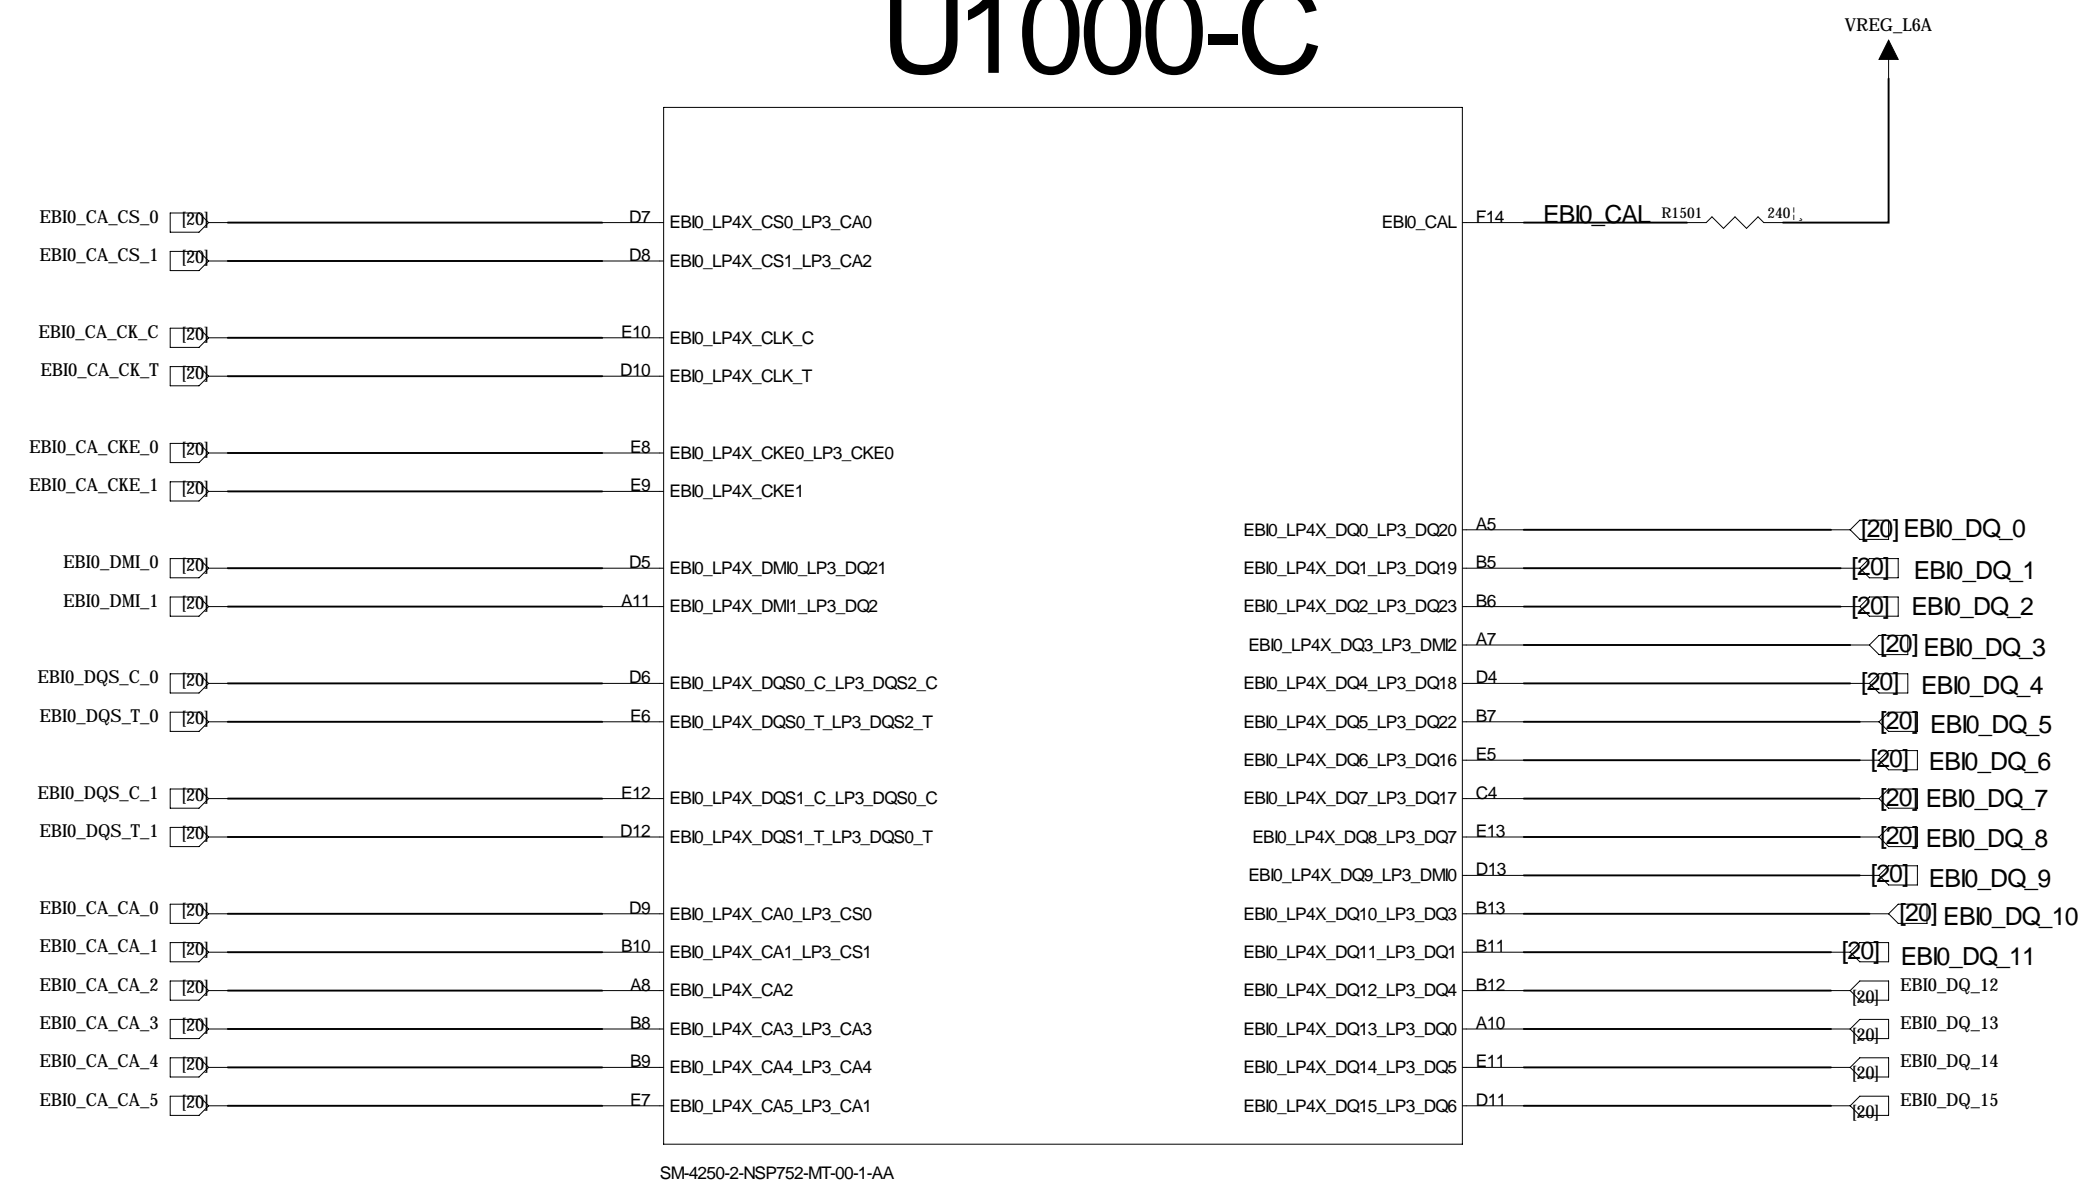 U1000-C
VREG_L6A
EBI0_CA_CS_0 [20] D7 EBI0_LP4X_CS0_LP3_CA0 EBI0_CAL F14 EBI0_CAL R1501 240¦¸
EBI0_CA_CS_1 [20] D8 EBI0_LP4X_CS1_LP3_CA2
EBI0_CA_CK_C [20] E10 EBI0_LP4X_CLK_C
EBI0_CA_CK_T [20] D10 EBI0_LP4X_CLK_T
EBI0_CA_CKE_0 [20] E8 EBI0_LP4X_CKE0_LP3_CKE0
EBI0_CA_CKE_1 [20] E9 EBI0_LP4X_CKE1
EBI0_LP4X_DQ0_LP3_DQ20 A5 [20] EBI0_DQ_0
EBI0_DMI_0 [20] D5 EBI0_LP4X_DMI0_LP3_DQ21 EBI0_LP4X_DQ1_LP3_DQ19 B5 [20] EBI0_DQ_1
EBI0_DMI_1 [20] A11 EBI0_LP4X_DMI1_LP3_DQ2 EBI0_LP4X_DQ2_LP3_DQ23 B6 [20] EBI0_DQ_2
EBI0_LP4X_DQ3_LP3_DMI2 A7 [20] EBI0_DQ_3
EBI0_DQS_C_0 [20] D6 EBI0_LP4X_DQS0_C_LP3_DQS2_C EBI0_LP4X_DQ4_LP3_DQ18 D4 [20] EBI0_DQ_4
EBI0_DQS_T_0 [20] E6 EBI0_LP4X_DQS0_T_LP3_DQS2_T EBI0_LP4X_DQ5_LP3_DQ22 B7 [20] EBI0_DQ_5
EBI0_LP4X_DQ6_LP3_DQ16 E5 [20] EBI0_DQ_6
EBI0_DQS_C_1 [20] E12 EBI0_LP4X_DQS1_C_LP3_DQS0_C EBI0_LP4X_DQ7_LP3_DQ17 C4 [20] EBI0_DQ_7
EBI0_DQS_T_1 [20] D12 EBI0_LP4X_DQS1_T_LP3_DQS0_T EBI0_LP4X_DQ8_LP3_DQ7 E13 [20] EBI0_DQ_8
EBI0_LP4X_DQ9_LP3_DMI0 D13 [20] EBI0_DQ_9
EBI0_CA_CA_0 [20] D9 EBI0_LP4X_CA0_LP3_CS0 EBI0_LP4X_DQ10_LP3_DQ3 B13 [20] EBI0_DQ_10
EBI0_CA_CA_1 [20] B10 EBI0_LP4X_CA1_LP3_CS1 EBI0_LP4X_DQ11_LP3_DQ1 B11 [20] EBI0_DQ_11
EBI0_CA_CA_2 [20] A8 EBI0_LP4X_CA2 EBI0_LP4X_DQ12_LP3_DQ4 B12 [20] EBI0_DQ_12
EBI0_CA_CA_3 [20] B8 EBI0_LP4X_CA3_LP3_CA3 EBI0_LP4X_DQ13_LP3_DQ0 A10 [20] EBI0_DQ_13
EBI0_CA_CA_4 [20] B9 EBI0_LP4X_CA4_LP3_CA4 EBI0_LP4X_DQ14_LP3_DQ5 E11 [20] EBI0_DQ_14
EBI0_CA_CA_5 [20] E7 EBI0_LP4X_CA5_LP3_CA1 EBI0_LP4X_DQ15_LP3_DQ6 D11 [20] EBI0_DQ_15
SM-4250-2-NSP752-MT-00-1-AA